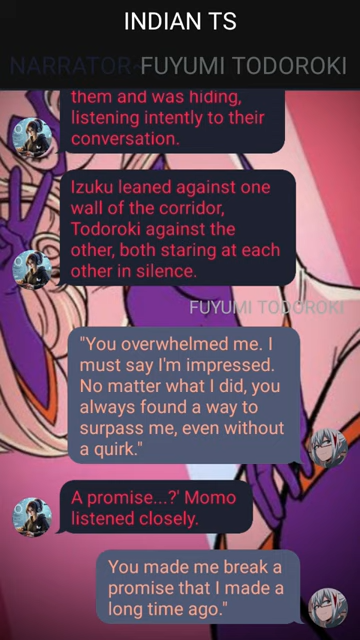 INDIAN TS
NARRATOR~FUYUMI TODOROKI
them and was hiding,
listening intently to their
conversation.
Izuku leaned against one
wall of the corridor,
Todoroki against the
other, both staring at each
other in silence.
FUYUMI TODOROKI
"You overwhelmed me. I
must say I'm impressed.
No matter what I did, you
always found a way to
surpass me, even without
a quirk."
A promise...?' Momo
listened closely.
You made me break a
promise that I made a
long time ago."